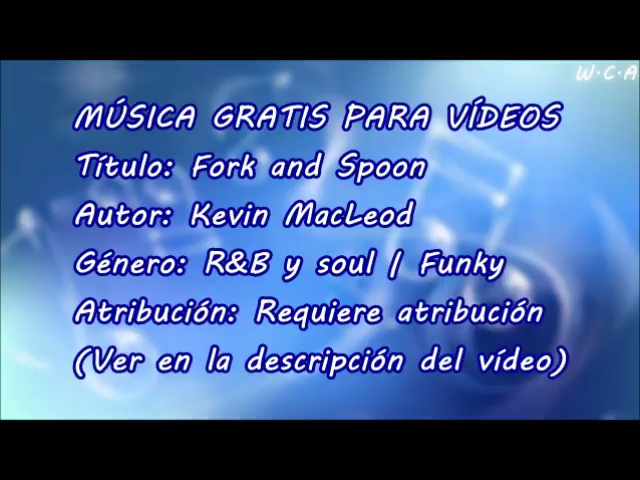 W.C.A
MÚSICA GRATIS PARA VÍDEOS
Título: Fork and Spoon
Autor: Kevin MacLeod
Género: R&B y soul | Funky
Atribución: Requiere atribución
(Ver en la descripción del vídeo)